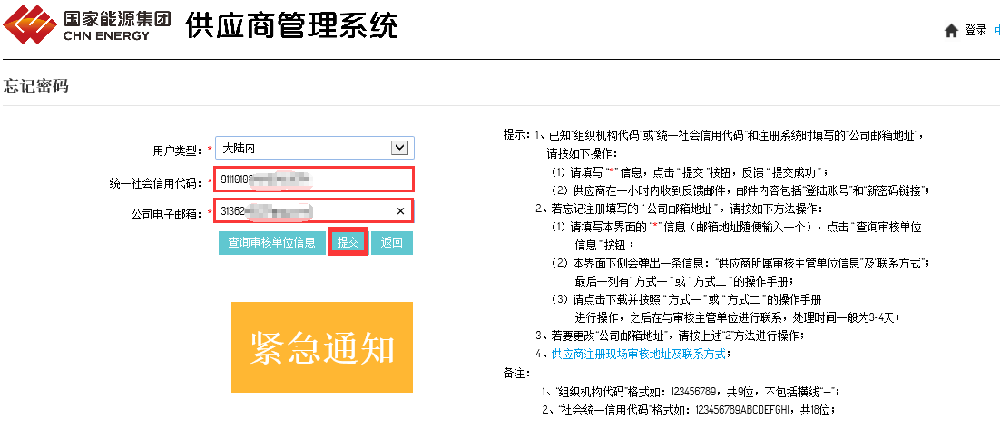 国家能源集团
CHN ENERGY
供应商管理系统
登录
忘记密码
用户类型：*
大陆内
统一社会信用代码：*
9111010
公司电子邮箱：*
31362
×
查询审核单位信息
提交
返回
紧急通知
提示：1、已知“组织机构代码”或“统一社会信用代码”和注册系统时填写的“公司邮箱地址”，
请按如下操作：
（1）请填写 “*” 信息，点击 “ 提交 ”按钮，反馈 “ 提交成功 ” ；
（2）供应商在一小时内收到反馈邮件，邮件内容包括“登陆账号”和“新密码链接”；
2、若忘记注册填写的 “ 公司邮箱地址 ” ，请按如下方法操作：
（1）请填写本界面的 “*” 信息（邮箱地址随便输入一个），点击 “ 查询审核单位
信息 ” 按钮 ；
（2）本界面下侧会弹出一条信息：“供应商所属审核主管单位信息”及“联系方式”；
最后一列有 “ 方式一 ” 或 “ 方式二 ” 的操作手册；
（3）请点击下载并按照 “ 方式一 ” 或 “ 方式二 ” 的操作手册
进行操作，之后在与审核主管单位进行联系，处理时间一般为3-4天；
3、若要更改“公司邮箱地址”，请按上述“2”方法进行操作；
4、供应商注册现场审核地址及联系方式；
备注：
1、“组织机构代码”格式如：123456789，共9位，不包括横线“—”；
2、“社会统一信用代码”格式如：123456789ABCDEFGHI，共18位；